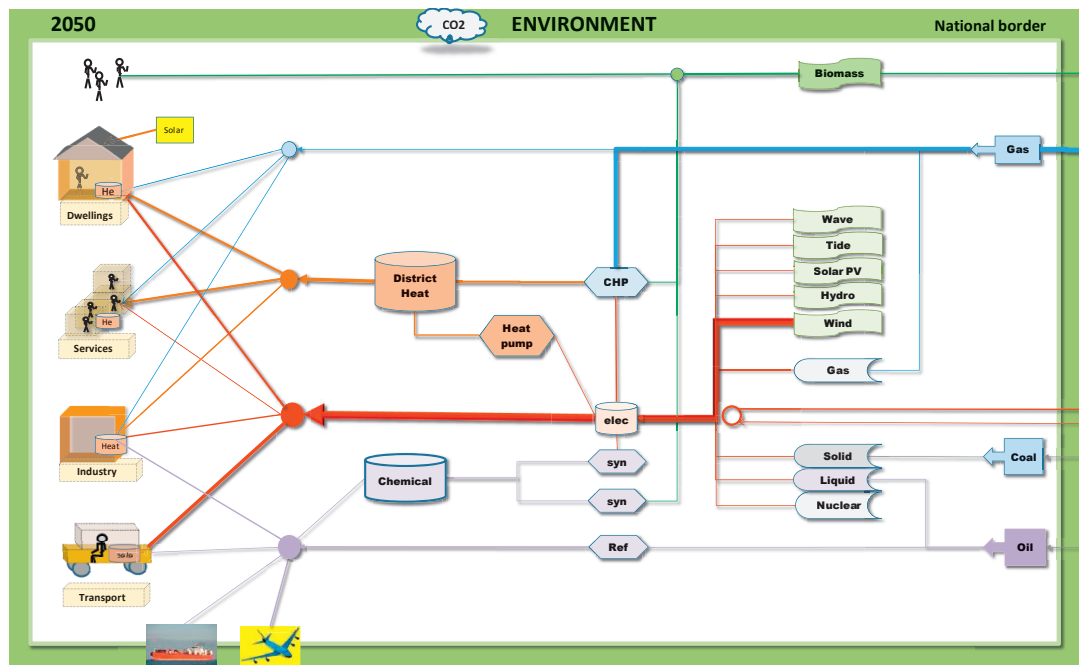 2050
CO2
ENVIRONMENT
National border
Biomass
Solar
Gas
He
Dwellings
Wave
Tide
Solar PV
Hydro
Wind
District
Heat
CHP
He
Services
Heat
pump
Gas
elec
Heat
Industry
Solid
Coal
syn
Chemical
Liquid
syn
Nuclear
Ref
Oil
Transport